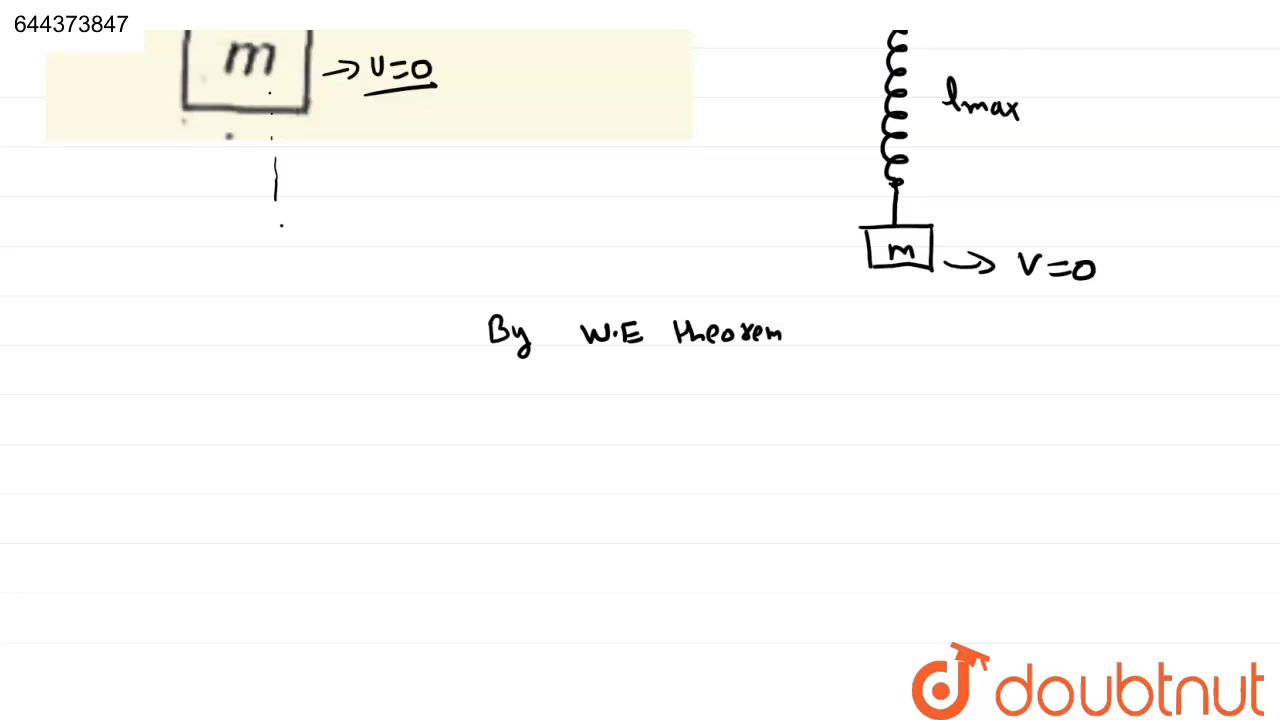 644373847
m → u=0
lmax
m → v=0
By W.E theorem
doubtnut